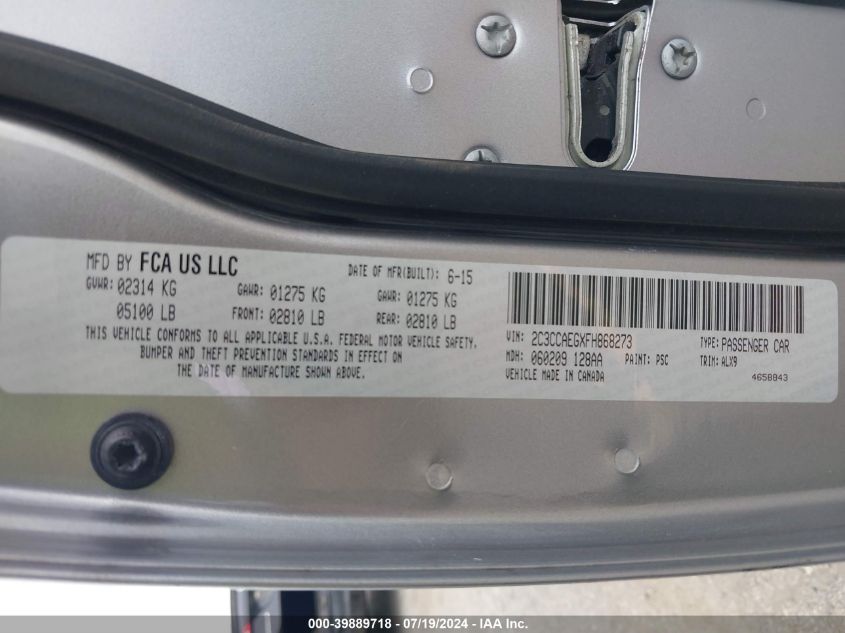 MFD BY FCA US LLC DATE OF MFR(BUILT): 6-15
GVWR: 02314 KG GAWR: 01275 KG GAWR: 01275 KG
05100 LB FRONT: 02810 LB REAR: 02810 LB
THIS VEHICLE CONFORMS TO ALL APPLICABLE U.S.A. FEDERAL MOTOR VEHICLE SAFETY,
BUMPER AND THEFT PREVENTION STANDARDS IN EFFECT ON
THE DATE OF MANUFACTURE SHOWN ABOVE.
VIN: 2C3CCAEGXFH868273 TYPE: PASSENGER CAR
MDH: 060209 128AA PAINT: PSC TRIM: ALX9
VEHICLE MADE IN CANADA 4658843
000-39889718 - 07/19/2024 - IAA Inc.